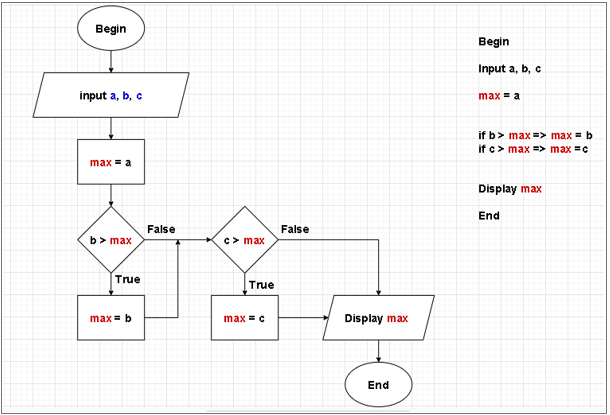 Begin
input a, b, c
max = a
b > max
False
True
max = b
c > max
False
True
max = c
Display max
End
Begin
Input a, b, c
max = a
if b > max => max = b
if c > max => max =c
Display max
End